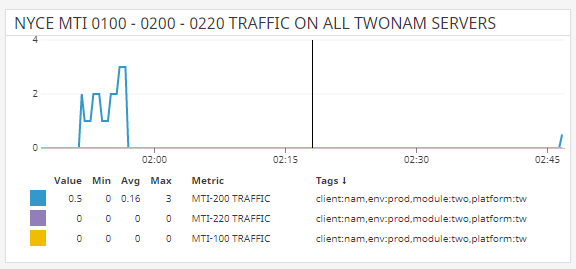 NYCE MTI 0100 - 0200 - 0220 TRAFFIC ON ALL TWONAM SERVERS
4
2
0
02:00 02:15 02:30 02:45
Value Min Avg Max Metric Tags ↓
0.5 0 0.16 3 MTI-200 TRAFFIC client:nam,env:prod,module:two,platform:tw
0 0 0 0 MTI-220 TRAFFIC client:nam,env:prod,module:two,platform:tw
0 0 0 0 MTI-100 TRAFFIC client:nam,env:prod,module:two,platform:tw